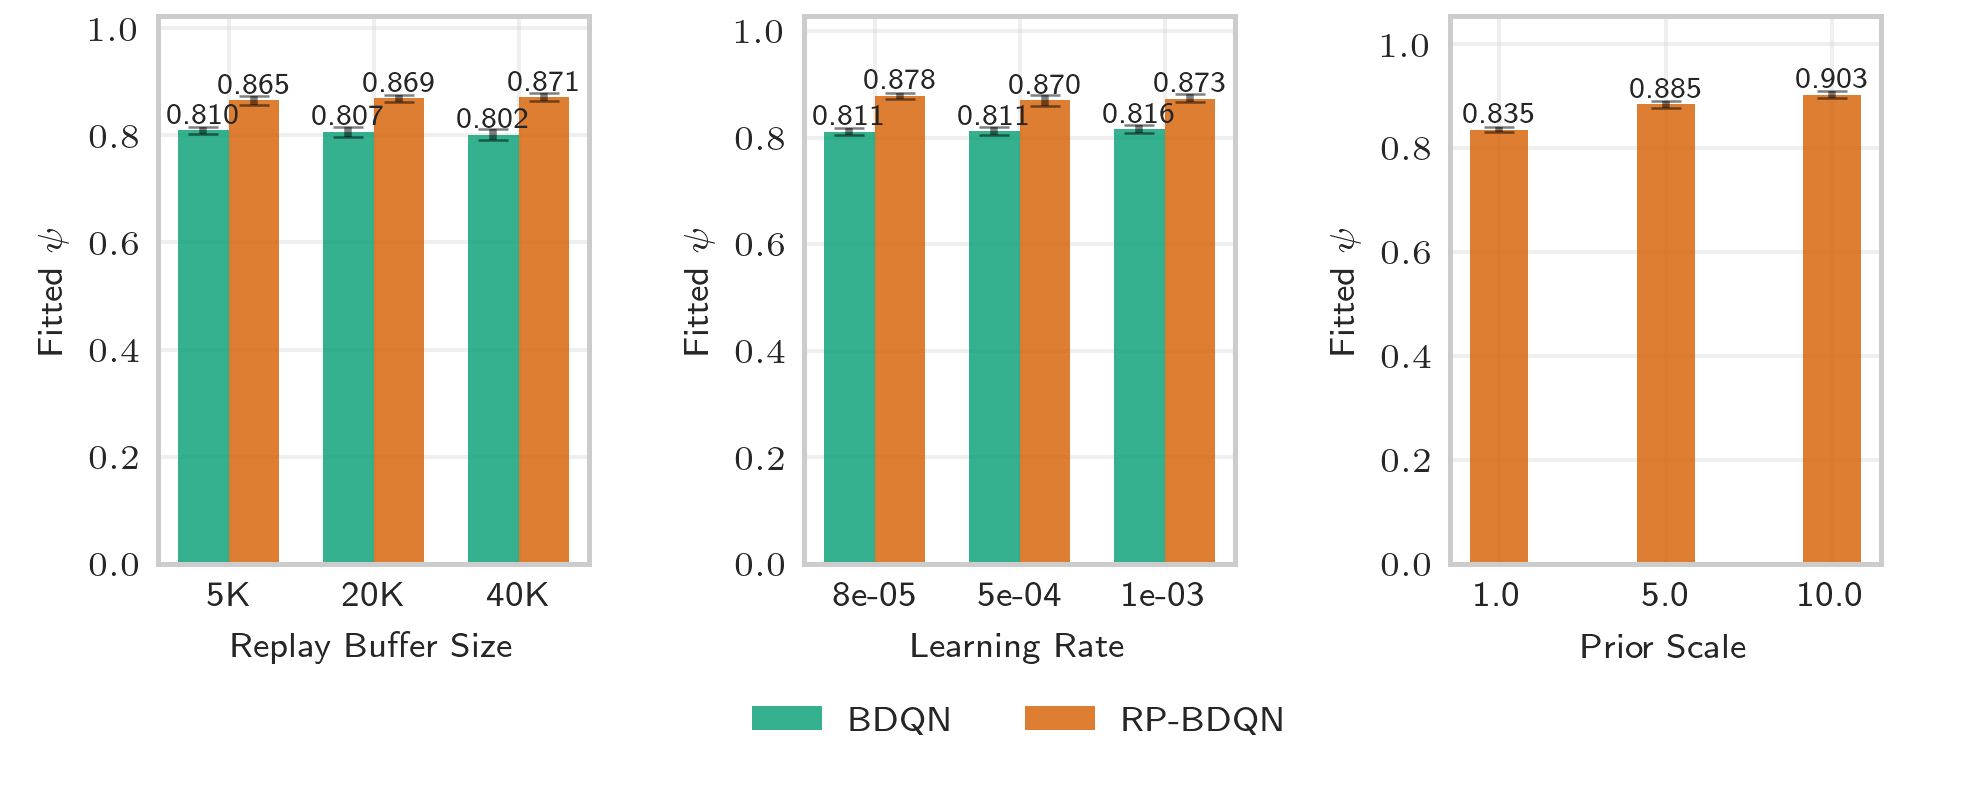 1.0
0.8
0.6
0.4
0.2
0.0
Fitted ψ
0.810 0.865 0.807 0.869 0.802 0.871
5K 20K 40K
Replay Buffer Size
1.0
0.8
0.6
0.4
0.2
0.0
Fitted ψ
0.811 0.878 0.811 0.870 0.816 0.873
8e-05 5e-04 1e-03
Learning Rate
1.0
0.8
0.6
0.4
0.2
0.0
Fitted ψ
0.835 0.885 0.903
1.0 5.0 10.0
Prior Scale
BDQN RP-BDQN